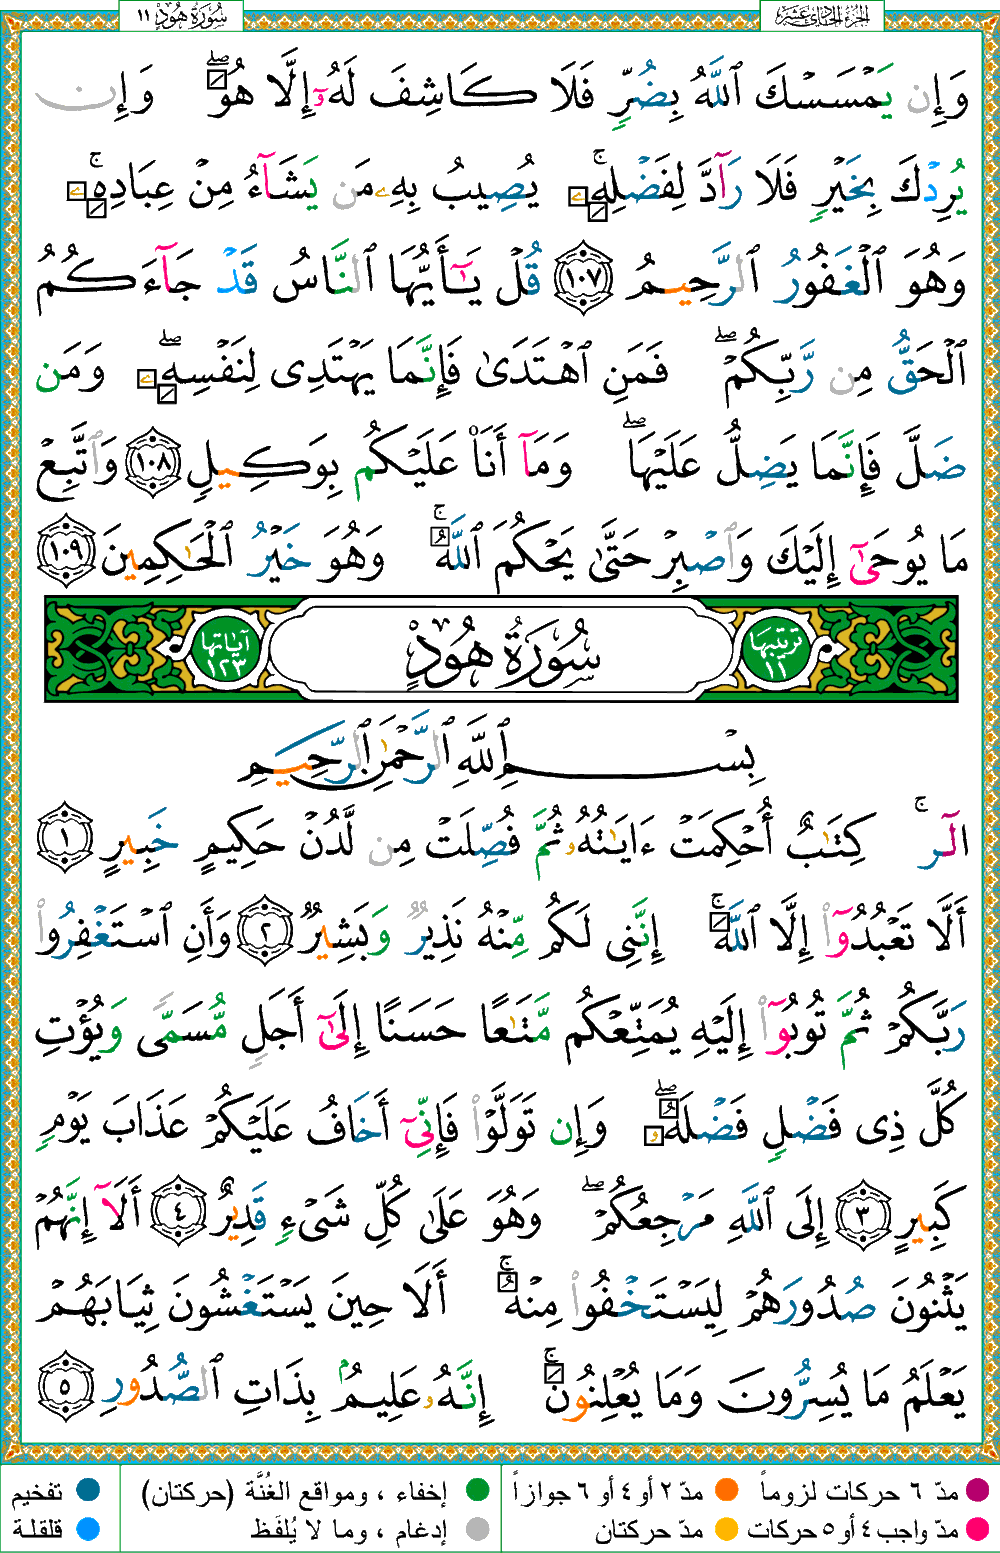 الجزء الحادي عشر
سُورَةُ هُودٍ ١١
وَإِن يَمْسَسْكَ ٱللَّهُ بِضُرٍّ فَلَا كَاشِفَ لَهُۥٓ إِلَّا هُوَ ۖ وَإِن
يُرِدْكَ بِخَيْرٍ فَلَا رَآدَّ لِفَضْلِهِۦ ۚ يُصِيبُ بِهِۦ مَن يَشَآءُ مِنْ عِبَادِهِۦ ۚ
وَهُوَ ٱلْغَفُورُ ٱلرَّحِيمُ ١٠٧ قُلْ يَـٰٓأَيُّهَا ٱلنَّاسُ قَدْ جَآءَكُمُ
ٱلْحَقُّ مِن رَّبِّكُمْ ۖ فَمَنِ ٱهْتَدَىٰ فَإِنَّمَا يَهْتَدِى لِنَفْسِهِۦ ۖ وَمَن
ضَلَّ فَإِنَّمَا يَضِلُّ عَلَيْهَا ۖ وَمَآ أَنَا۠ عَلَيْكُم بِوَكِيلٍ ١٠٨ وَٱتَّبِعْ
مَا يُوحَىٰٓ إِلَيْكَ وَٱصْبِرْ حَتَّىٰ يَحْكُمَ ٱللَّهُ ۚ وَهُوَ خَيْرُ ٱلْحَـٰكِمِينَ ١٠٩
ترتيبها ١١
سُورَةُ هُودٍ
آياتها ١٢٣
بِسْمِ ٱللَّهِ ٱلرَّحْمَـٰنِ ٱلرَّحِيمِ
الٓر ۚ كِتَـٰبٌ أُحْكِمَتْ ءَايَـٰتُهُۥ ثُمَّ فُصِّلَتْ مِن لَّدُنْ حَكِيمٍ خَبِيرٍ ١
أَلَّا تَعْبُدُوٓا۟ إِلَّا ٱللَّهَ ۚ إِنَّنِى لَكُم مِّنْهُ نَذِيرٌ وَبَشِيرٌ ٢ وَأَنِ ٱسْتَغْفِرُوا۟
رَبَّكُمْ ثُمَّ تُوبُوٓا۟ إِلَيْهِ يُمَتِّعْكُم مَّتَـٰعًا حَسَنًا إِلَىٰٓ أَجَلٍ مُّسَمًّى وَيُؤْتِ
كُلَّ ذِى فَضْلٍ فَضْلَهُۥ ۖ وَإِن تَوَلَّوْا۟ فَإِنِّىٓ أَخَافُ عَلَيْكُمْ عَذَابَ يَوْمٍ
كَبِيرٍ ٣ إِلَى ٱللَّهِ مَرْجِعُكُمْ ۖ وَهُوَ عَلَىٰ كُلِّ شَىْءٍ قَدِيرٌ ٤ أَلَآ إِنَّهُمْ
يَثْنُونَ صُدُورَهُمْ لِيَسْتَخْفُوا۟ مِنْهُ ۚ أَلَا حِينَ يَسْتَغْشُونَ ثِيَابَهُمْ
يَعْلَمُ مَا يُسِرُّونَ وَمَا يُعْلِنُونَ ۚ إِنَّهُۥ عَلِيمٌۢ بِذَاتِ ٱلصُّدُورِ ٥
مدّ ٦ حركات لزوماً
مدّ ٢ أو ٤ أو ٦ جوازاً
إخفاء ، ومواقع الغُنَّة (حركتان)
تفخيم
مدّ واجب ٤ أو ٥ حركات
مدّ حركتان
إدغام ، وما لا يُلفَظ
قلقلة